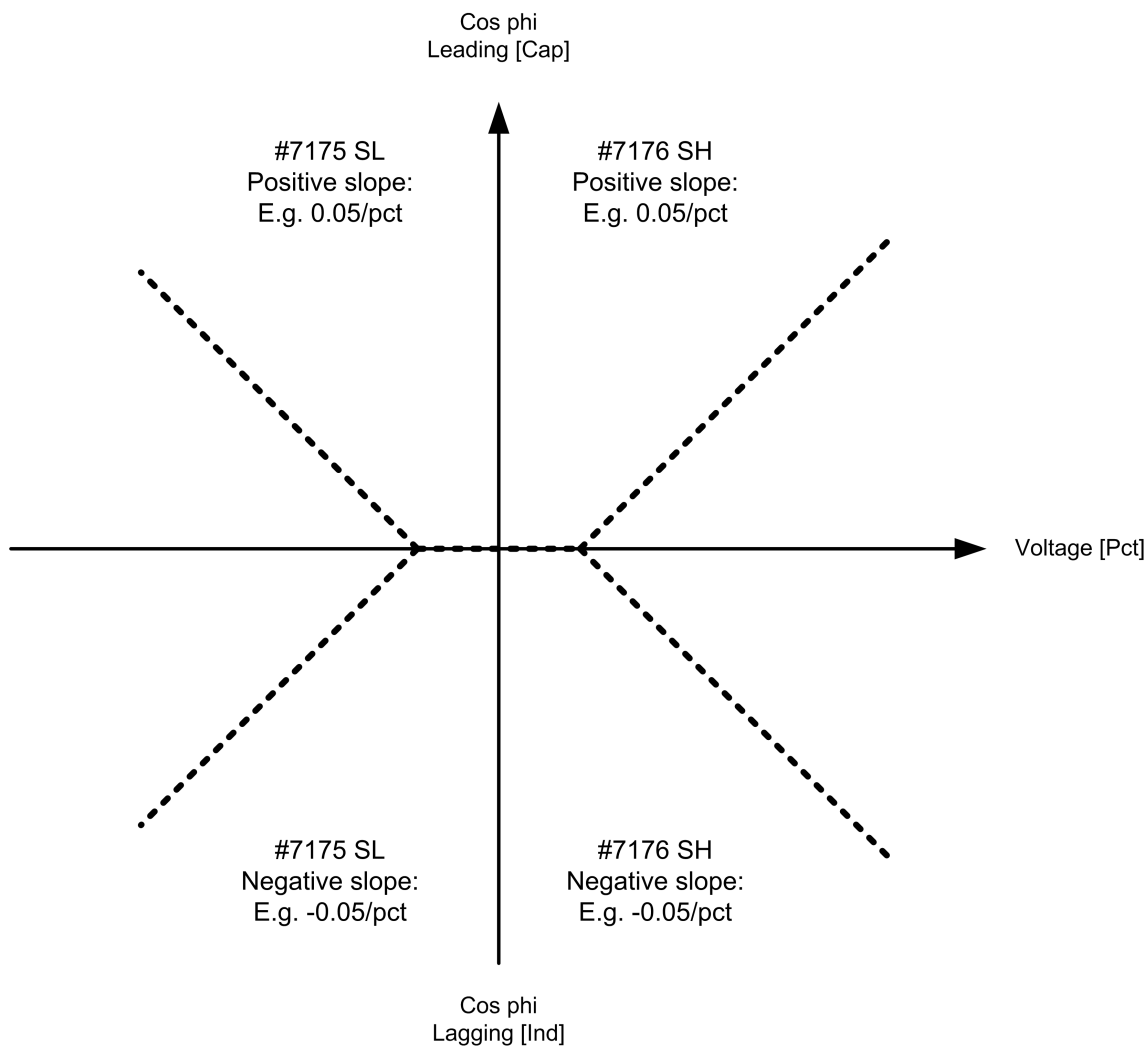 Cos phi
Leading [Cap]
#7175 SL
Positive slope:
E.g. 0.05/pct
#7176 SH
Positive slope:
E.g. 0.05/pct
Voltage [Pct]
#7175 SL
Negative slope:
E.g. -0.05/pct
#7176 SH
Negative slope:
E.g. -0.05/pct
Cos phi
Lagging [Ind]